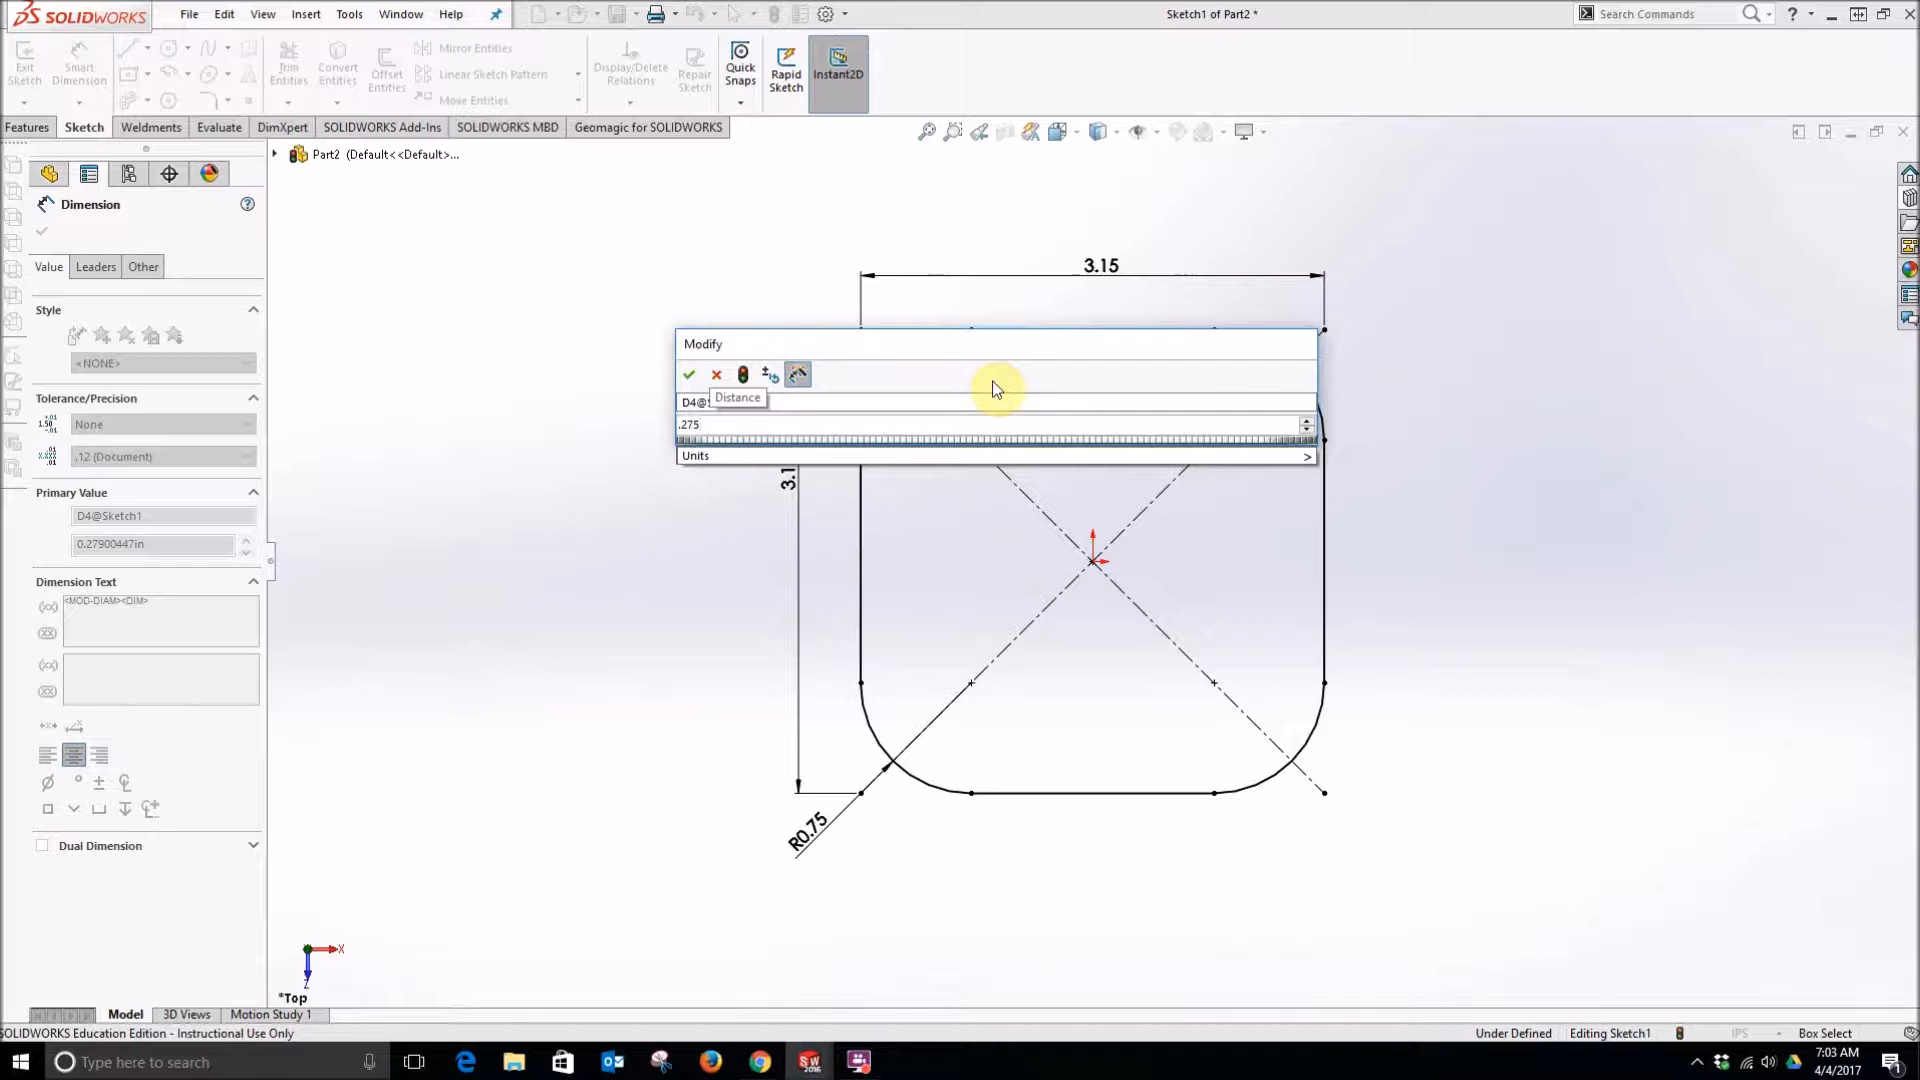 SOLIDWORKS File Edit View Insert Tools Window Help Sketch1 of Part2 * Search Commands
Exit Sketch
Smart Dimension
Trim Entities
Convert Entities
Offset Entities
Mirror Entities
Linear Sketch Pattern
Move Entities
Display/Delete Relations
Repair Sketch
Quick Snaps
Rapid Sketch
Instant2D
Features Sketch Weldments Evaluate DimXpert SOLIDWORKS Add-Ins SOLIDWORKS MBD Geomagic for SOLIDWORKS
Part2 (Default<<Default>...
Dimension
Value Leaders Other
Style
<NONE>
Tolerance/Precision
None
.12 (Document)
Primary Value
D4@Sketch1
0.27900447in
Dimension Text
<MOD-DIAM><DIM>
Dual Dimension
3.15
Modify
D4@
Distance
.275
Units >
3.1
R0.75
X
Z
*Top
Model 3D Views Motion Study 1
SOLIDWORKS Education Edition - Instructional Use Only Under Defined Editing Sketch1 IPS Box Select
Type here to search
7:03 AM
4/4/2017